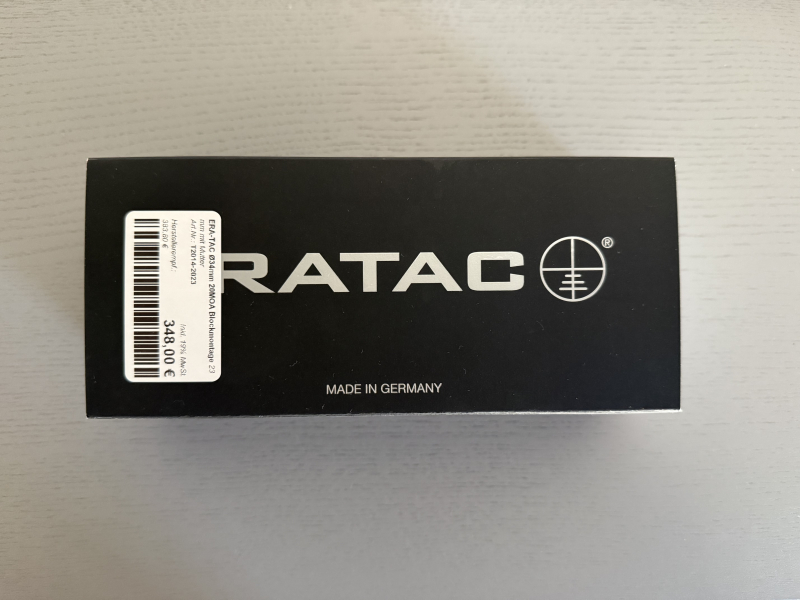 ERA-TAC Ø34mm 20MOA Blockmontage 23
mm mit Mutter
Art.Nr.: T2014-2023
Herstellerempf.:
383,80 €
inkl. 19% MwSt
348,00 €
RATAC
®
MADE IN GERMANY